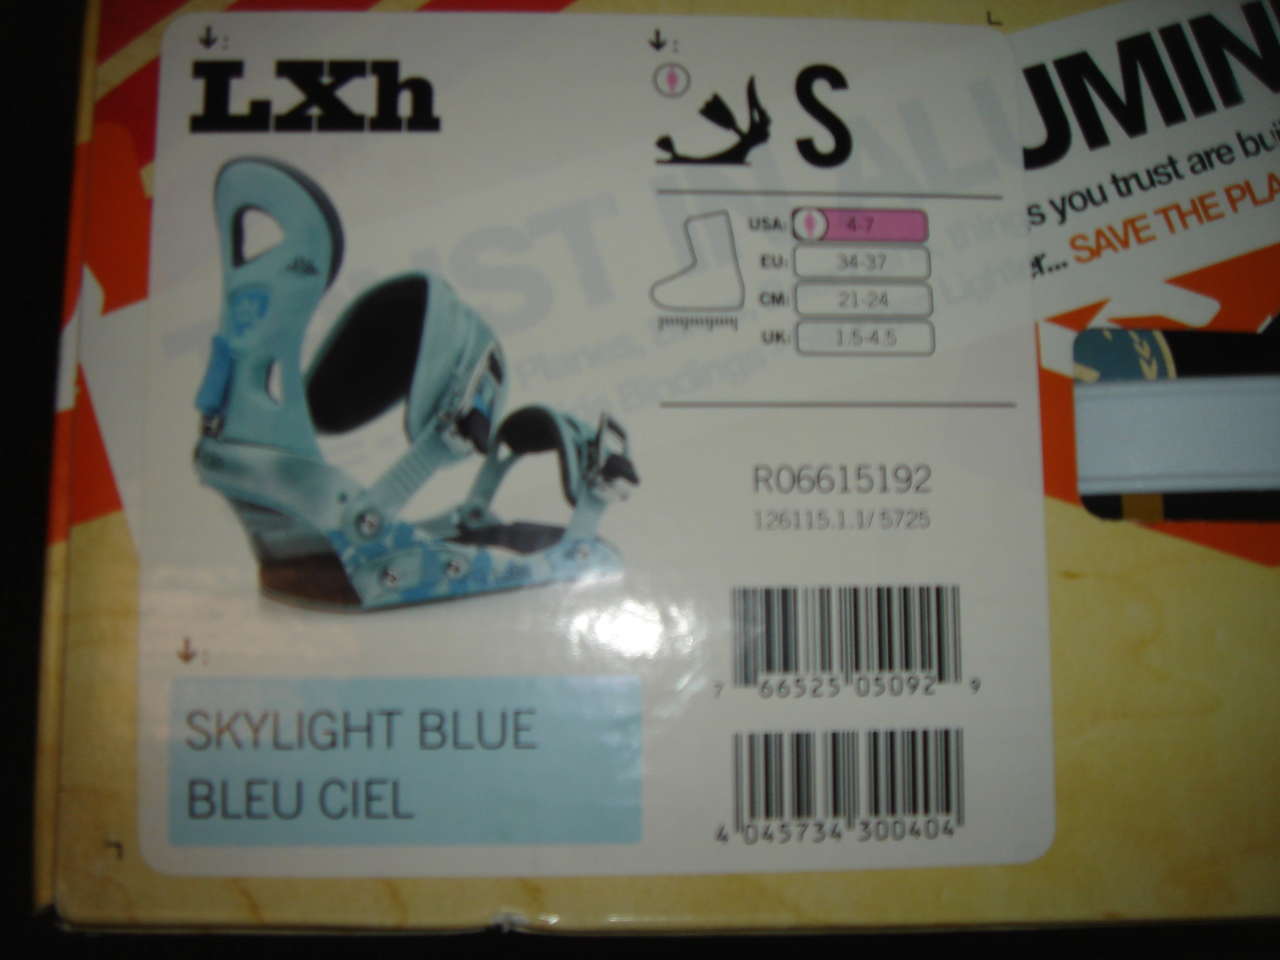 LXh
S
USA: 4-7
EU: 34-37
CM: 21-24
UK: 1.5-4.5
R06615192
126115.1.1/ 5725
7 66525 05092 9
4 045734 300404
SKYLIGHT BLUE
BLEU CIEL
UMIN
s you trust are bui
r... SAVE THE PLA